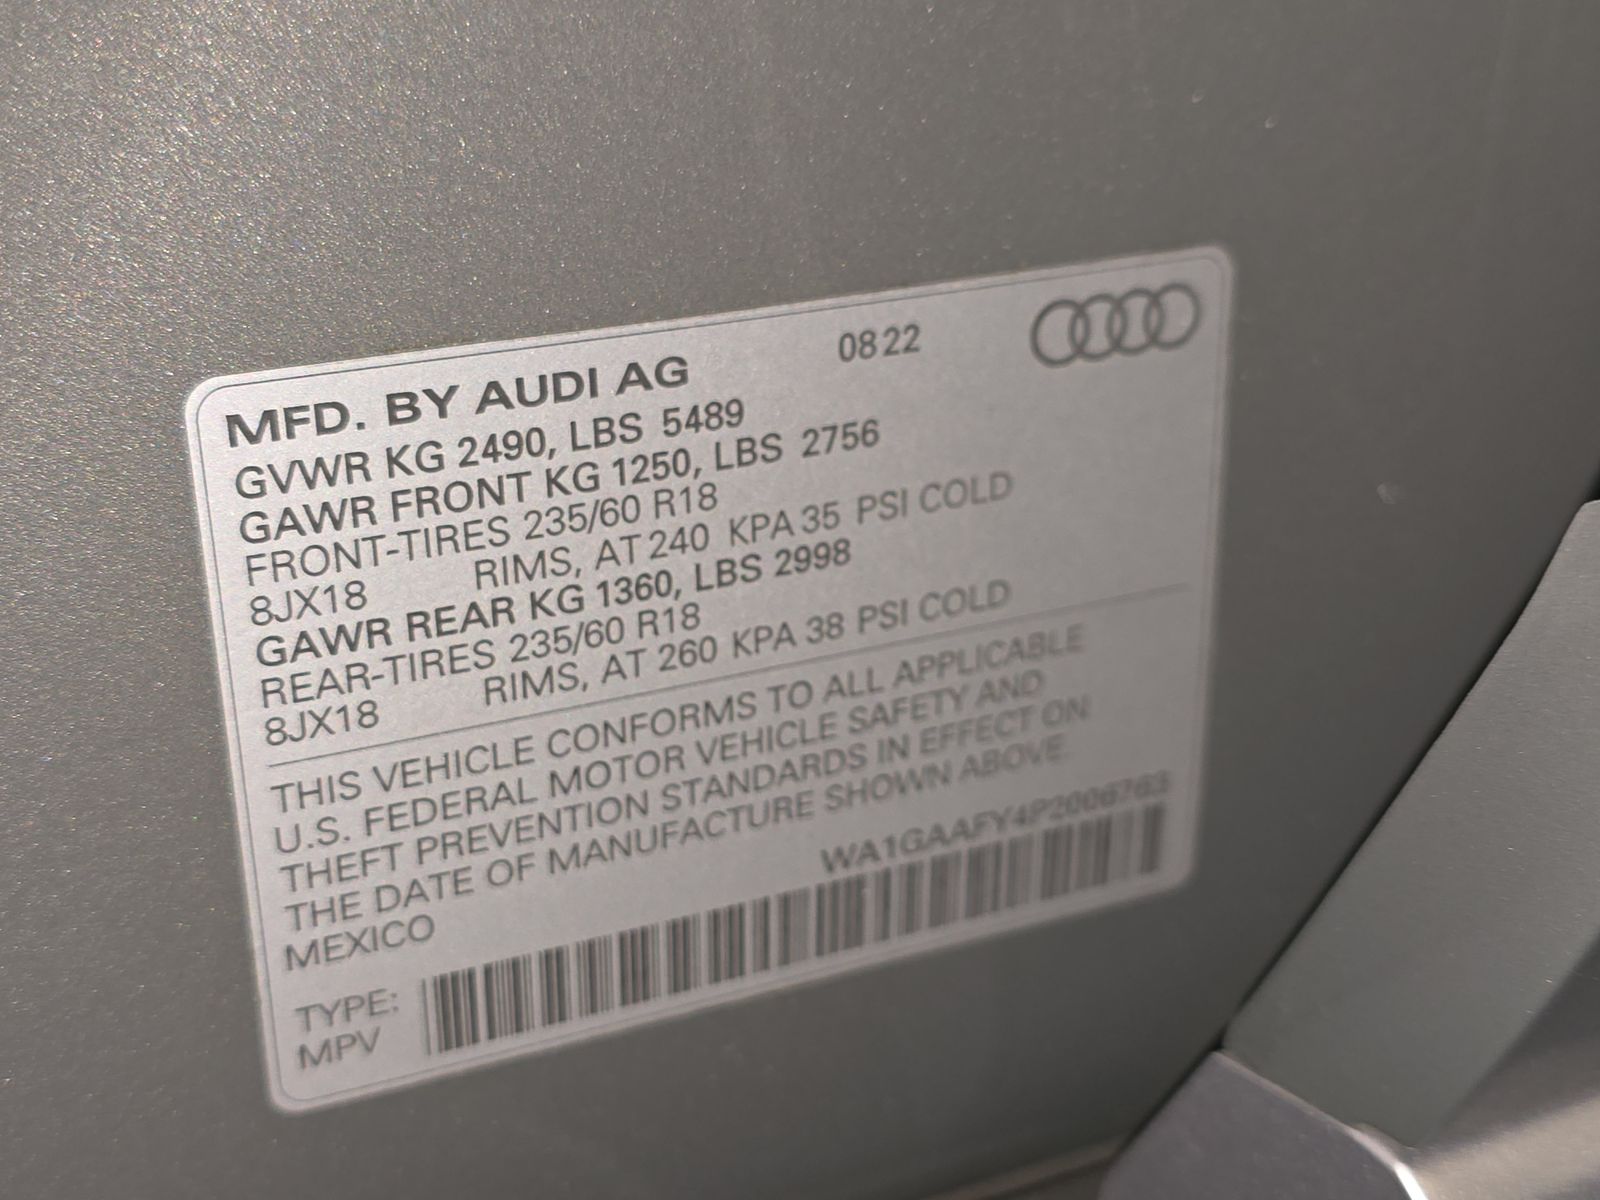 MFD. BY AUDI AG 0822
GVWR KG 2490, LBS 5489
GAWR FRONT KG 1250, LBS 2756
FRONT-TIRES 235/60 R18
8JX18 RIMS, AT 240 KPA 35 PSI COLD
GAWR REAR KG 1360, LBS 2998
REAR-TIRES 235/60 R18
8JX18 RIMS, AT 260 KPA 38 PSI COLD
THIS VEHICLE CONFORMS TO ALL APPLICABLE
U.S. FEDERAL MOTOR VEHICLE SAFETY AND
THEFT PREVENTION STANDARDS IN EFFECT ON
THE DATE OF MANUFACTURE SHOWN ABOVE.
MEXICO WA1GAAFY4P2006763
TYPE:
MPV